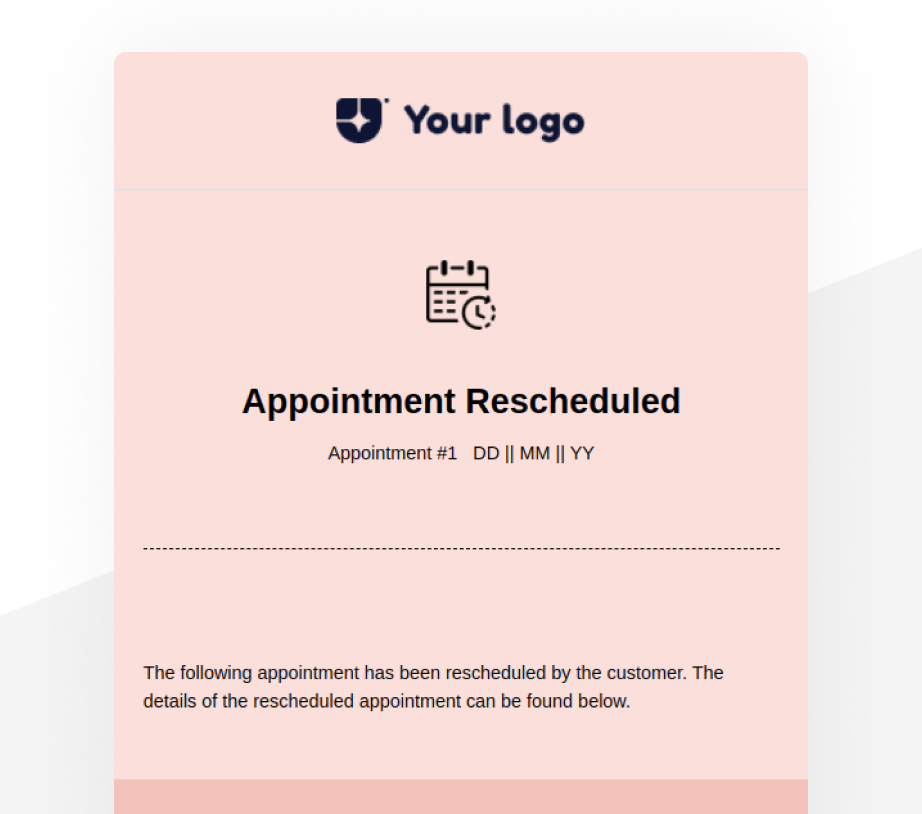 Your logo
Appointment Rescheduled
Appointment #1 DD || MM || YY
The following appointment has been rescheduled by the customer. The
details of the rescheduled appointment can be found below.